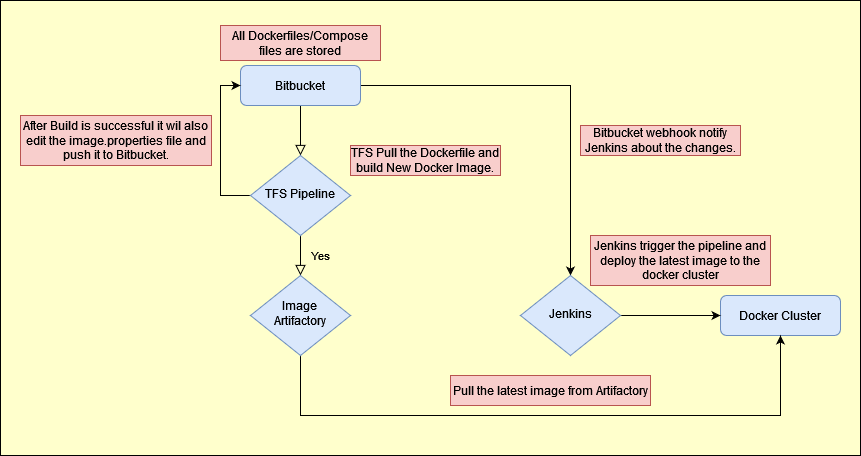 All Dockerfiles/Compose
files are stored
Bitbucket
After Build is successful it wil also
edit the image.properties file and
push it to Bitbucket.
TFS Pull the Dockerfile and
build New Docker Image.
Bitbucket webhook notify
Jenkins about the changes.
TFS Pipeline
Yes
Jenkins trigger the pipeline and
deploy the latest image to the
docker cluster
Image
Artifactory
Jenkins
Docker Cluster
Pull the latest image from Artifactory